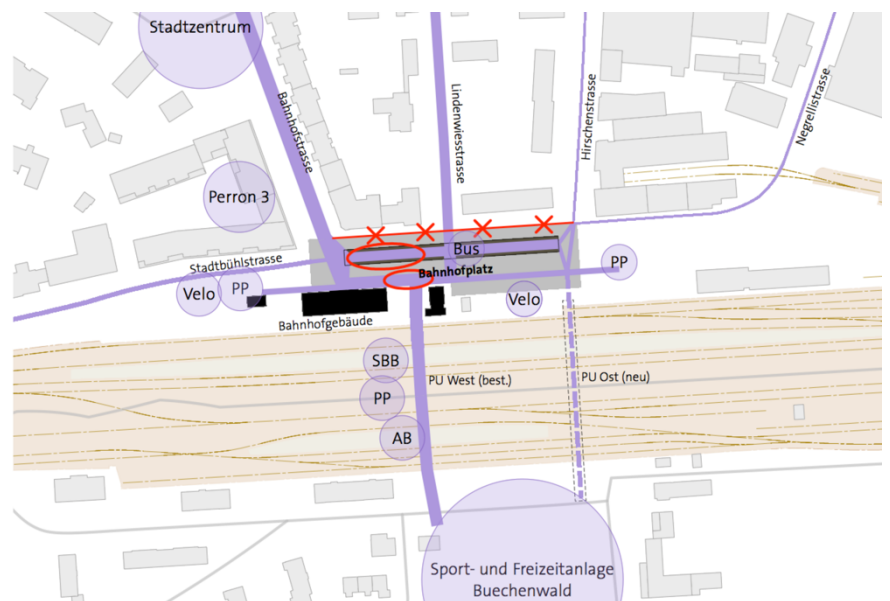 Stadtzentrum
Bahnhofstrasse
Lindenwiesstrasse
Hirschenstrasse
Negrellistrasse
Perron 3
Stadtbühlstrasse
Bus
Bahnhofplatz
Velo
PP
PP
Velo
Bahnhofgebäude
SBB
PP
AB
PU West (best.)
PU Ost (neu)
Sport- und Freizeitanlage
Buechenwald